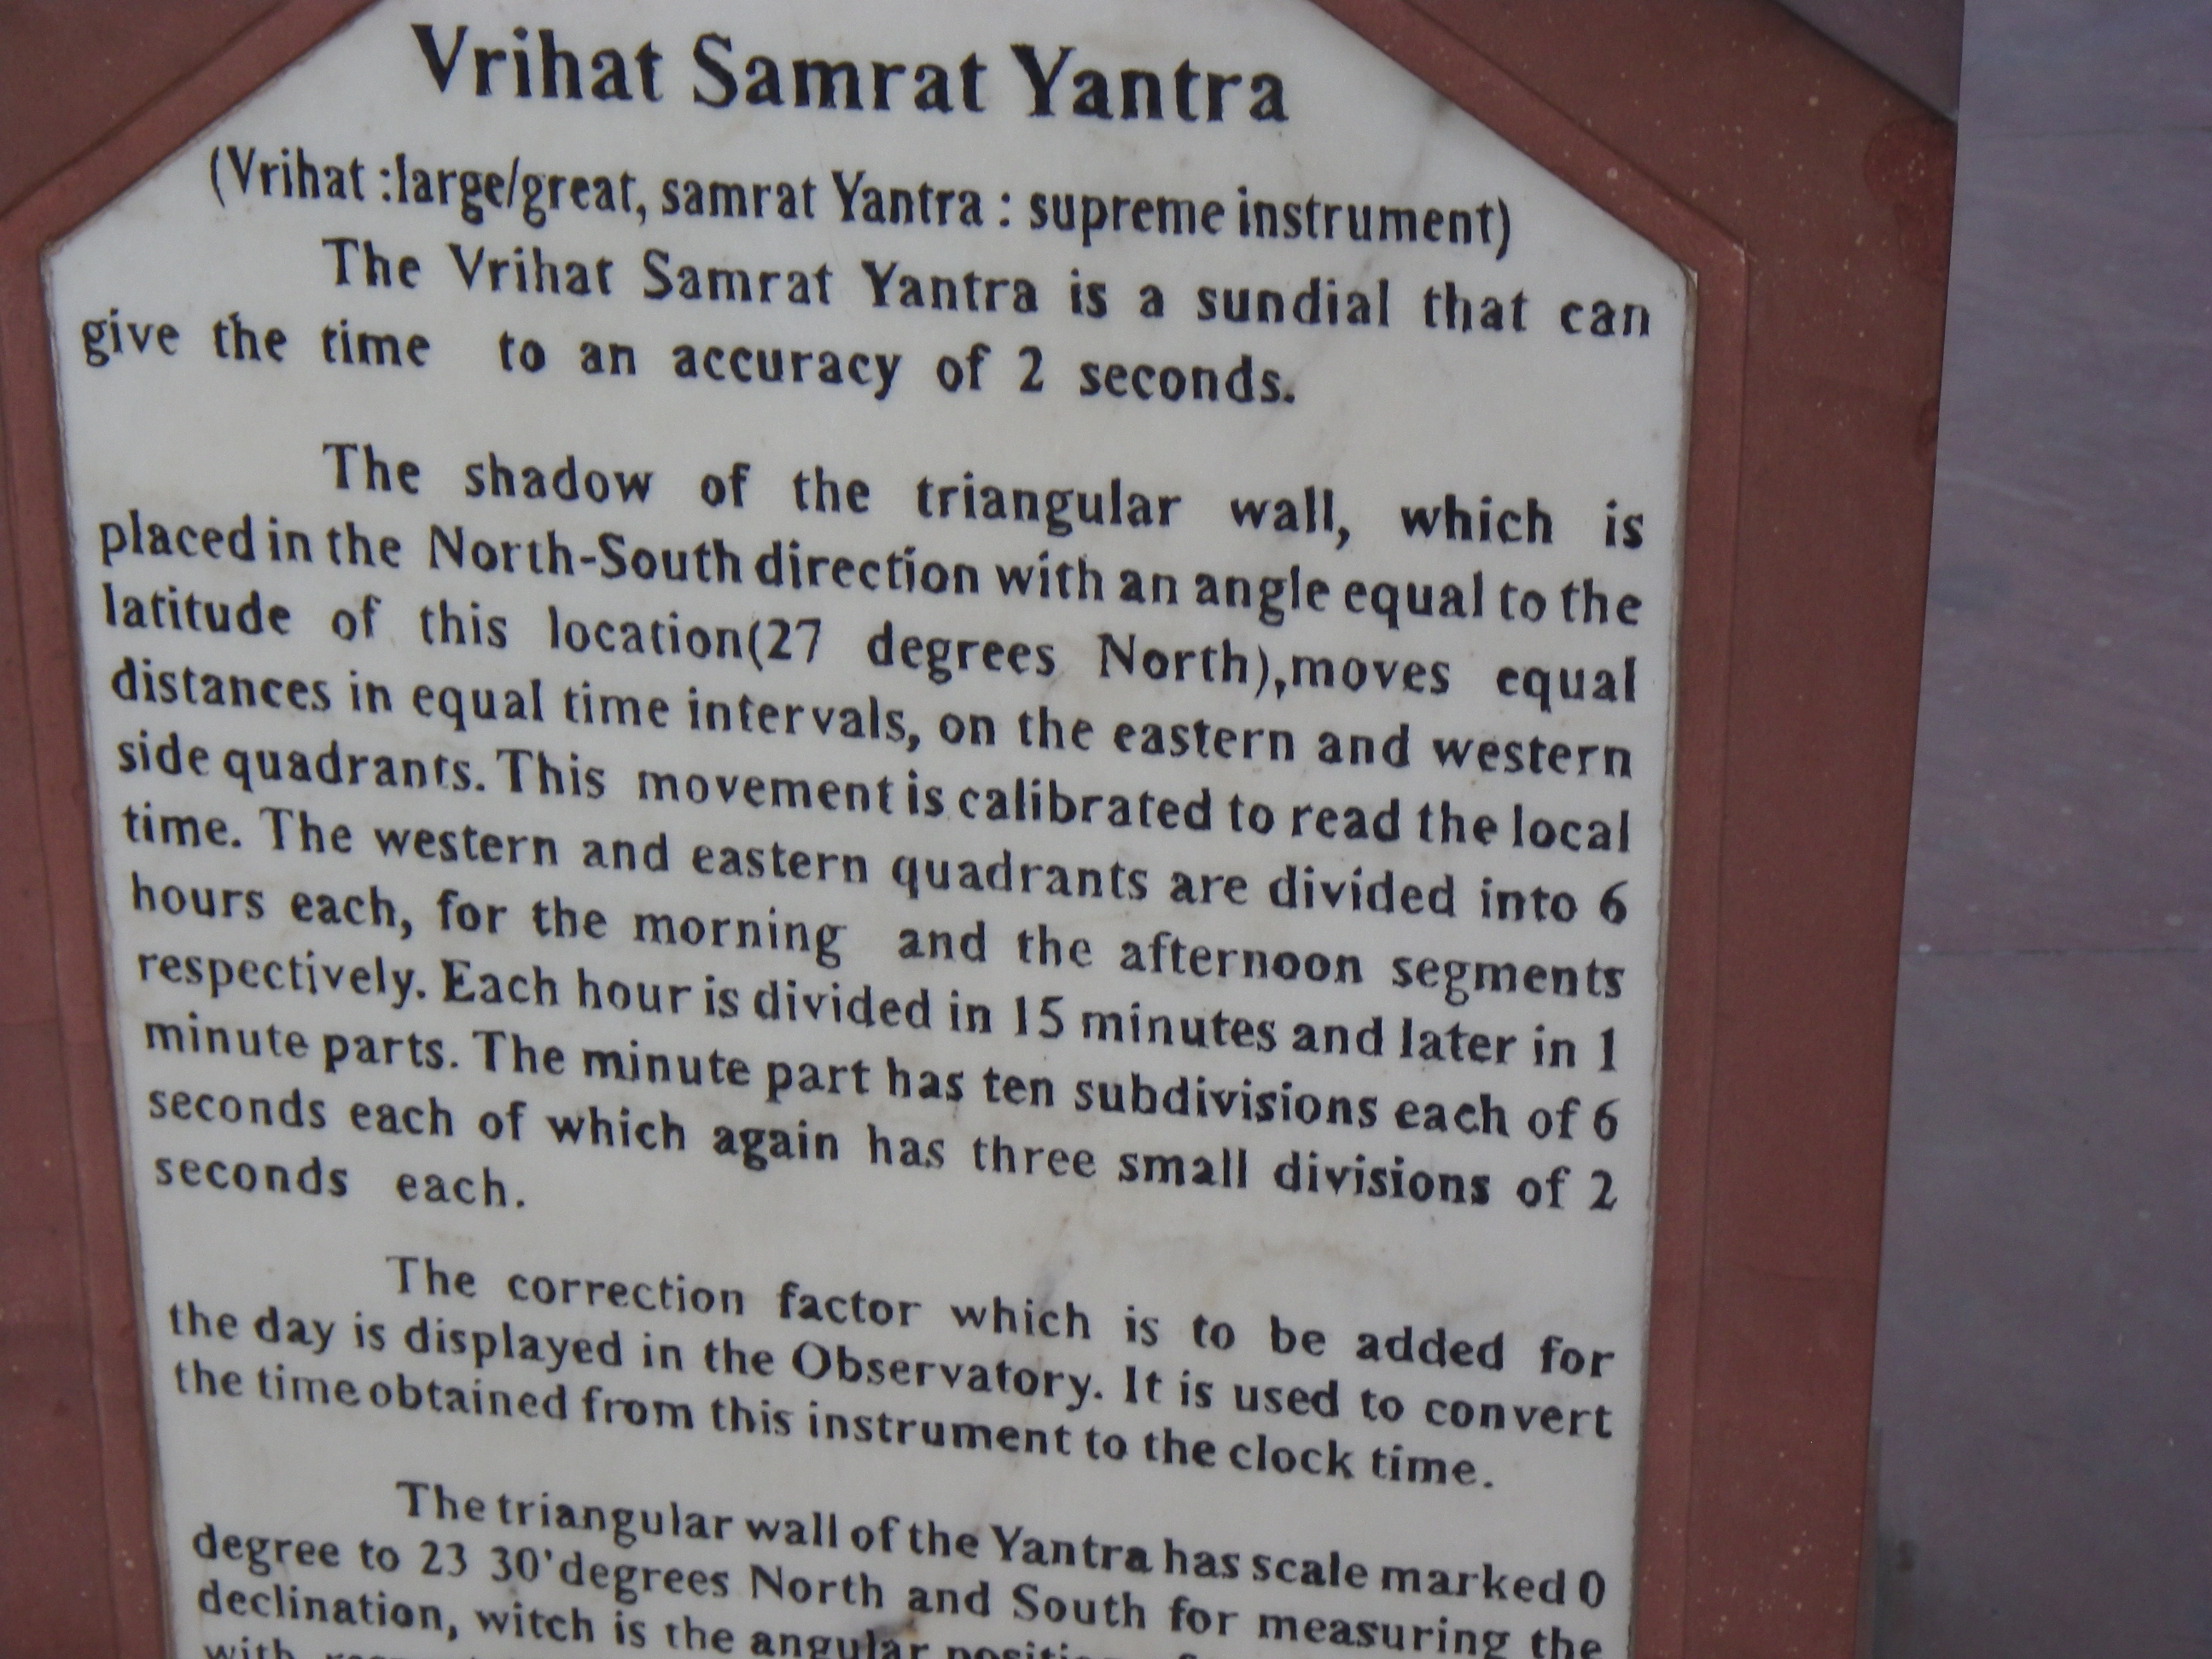 Vrihat Samrat Yantra
(Vrihat :large/great, samrat Yantra : supreme instrument)
The Vrihat Samrat Yantra is a sundial that can
give the time to an accuracy of 2 seconds.
The shadow of the triangular wall, which is
placed in the North-South direction with an angle equal to the
latitude of this location(27 degrees North),moves equal
distances in equal time intervals, on the eastern and western
side quadrants. This movement is calibrated to read the local
time. The western and eastern quadrants are divided into 6
hours each, for the morning and the afternoon segments
respectively. Each hour is divided in 15 minutes and later in 1
minute parts. The minute part has ten subdivisions each of 6
seconds each of which again has three small divisions of 2
seconds each.
The correction factor which is to be added for
the day is displayed in the Observatory. It is used to convert
the time obtained from this instrument to the clock time.
The triangular wall of the Yantra has scale marked 0
degree to 23 30'degrees North and South for measuring the
declination, witch is the angular
with